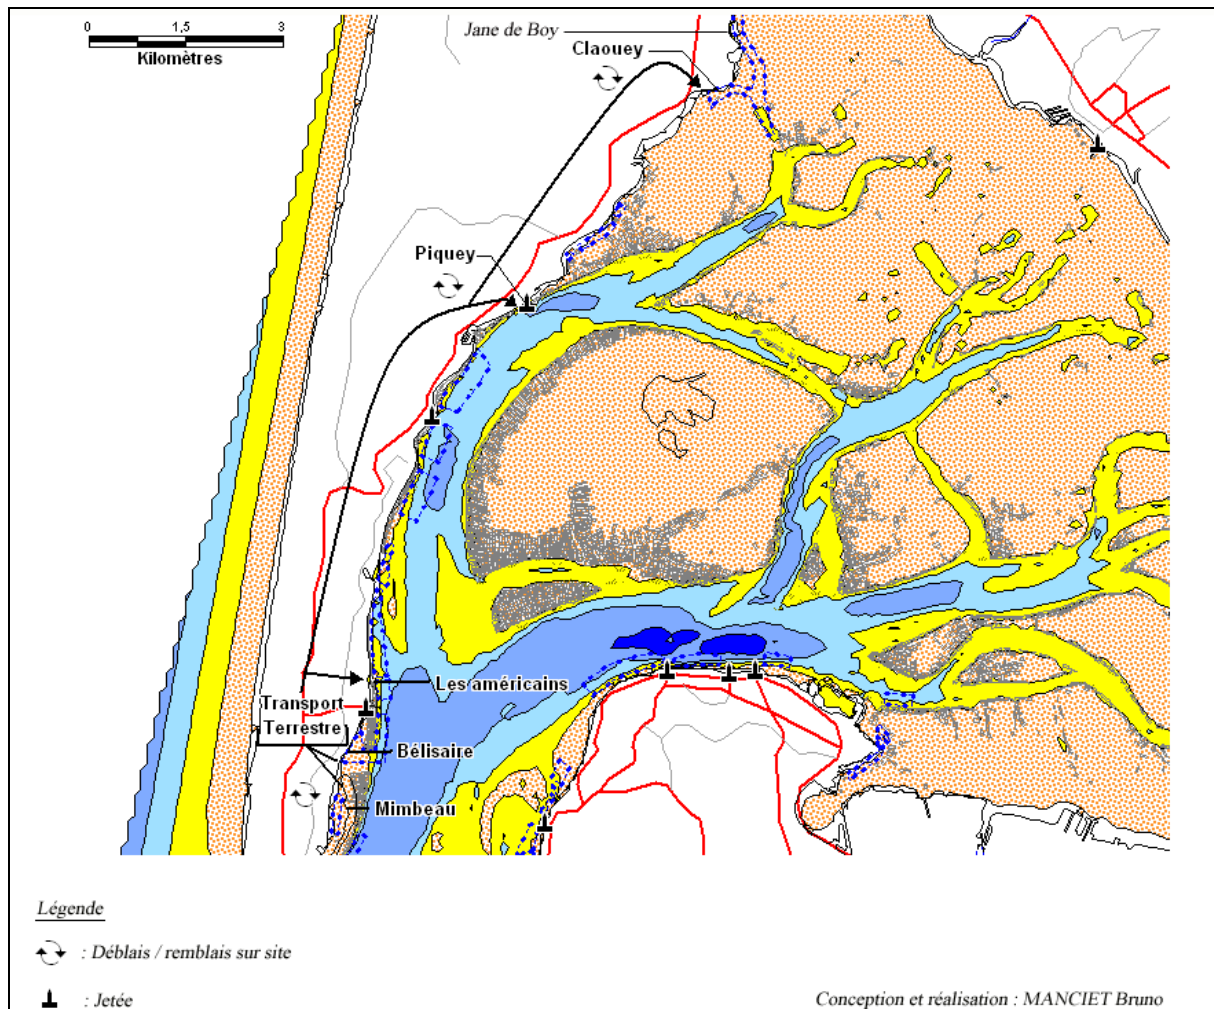 0 1,5 3
Kilomètres
Jane de Boy
Claouey
Piquey
Les américains
Transport
Terrestre
Bélisaire
Mimbeau
Légende
: Déblais / remblais sur site
: Jetée
Conception et réalisation : MANCIET Bruno